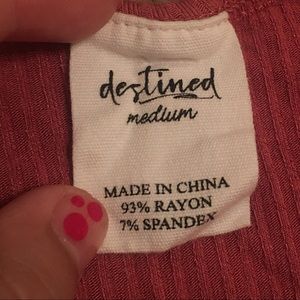 destined
medium
MADE IN CHINA
93% RAYON
7% SPANDEX